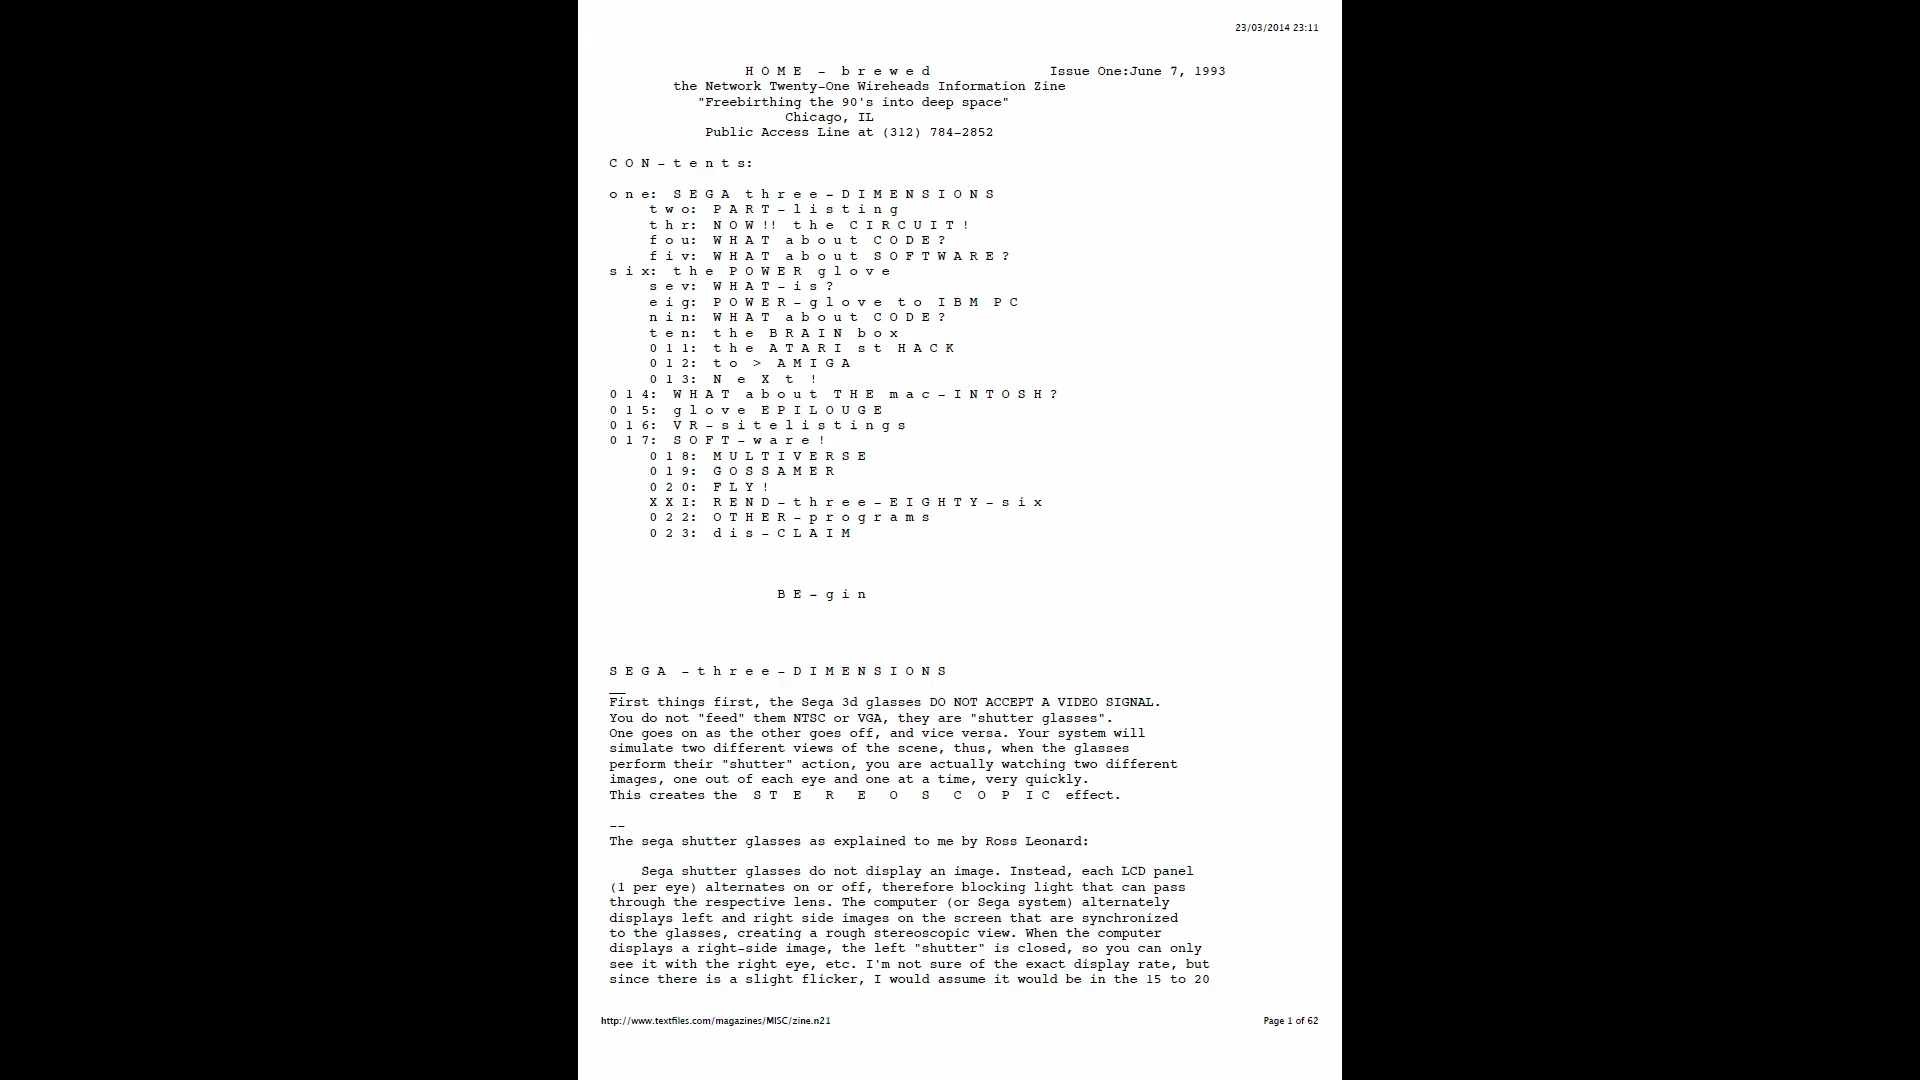 23/03/2014 23:11
H O M E - b r e w e d Issue One:June 7, 1993
the Network Twenty-One Wireheads Information Zine
"Freebirthing the 90's into deep space"
Chicago, IL
Public Access Line at (312) 784-2852
C O N - t e n t s:
o n e: S E G A t h r e e - D I M E N S I O N S
t w o: P A R T - l i s t i n g
t h r: N O W !! t h e C I R C U I T !
f o u: W H A T a b o u t C O D E ?
f i v: W H A T a b o u t S O F T W A R E ?
s i x: t h e P O W E R g l o v e
s e v: W H A T - i s ?
e i g: P O W E R - g l o v e t o I B M P C
n i n: W H A T a b o u t C O D E ?
t e n: t h e B R A I N b o x
0 1 1: t h e A T A R I s t H A C K
0 1 2: t o > A M I G A
0 1 3: N e X t !
0 1 4: W H A T a b o u t T H E m a c - I N T O S H ?
0 1 5: g l o v e E P I L O U G E
0 1 6: V R - s i t e l i s t i n g s
0 1 7: S O F T - w a r e !
0 1 8: M U L T I V E R S E
0 1 9: G O S S A M E R
0 2 0: F L Y !
X X I: R E N D - t h r e e - E I G H T Y - s i x
0 2 2: O T H E R - p r o g r a m s
0 2 3: d i s - C L A I M
B E - g i n
S E G A - t h r e e - D I M E N S I O N S
__
First things first, the Sega 3d glasses DO NOT ACCEPT A VIDEO SIGNAL.
You do not "feed" them NTSC or VGA, they are "shutter glasses".
One goes on as the other goes off, and vice versa. Your system will
simulate two different views of the scene, thus, when the glasses
perform their "shutter" action, you are actually watching two different
images, one out of each eye and one at a time, very quickly.
This creates the S T E R E O S C O P I C effect.
--
The sega shutter glasses as explained to me by Ross Leonard:
Sega shutter glasses do not display an image. Instead, each LCD panel
(1 per eye) alternates on or off, therefore blocking light that can pass
through the respective lens. The computer (or Sega system) alternately
displays left and right side images on the screen that are synchronized
to the glasses, creating a rough stereoscopic view. When the computer
displays a right-side image, the left "shutter" is closed, so you can only
see it with the right eye, etc. I'm not sure of the exact display rate, but
since there is a slight flicker, I would assume it would be in the 15 to 20
http://www.textfiles.com/magazines/MISC/zine.n21 Page 1 of 62